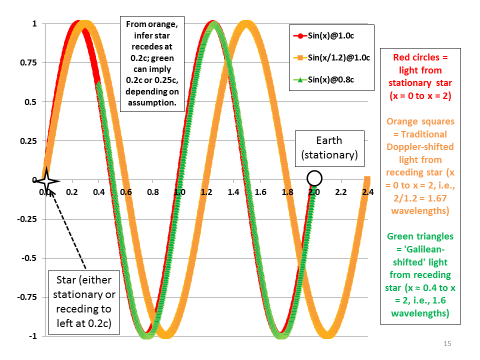 1
0.75
0.5
0.25
0
-0.25
-0.5
-0.75
-1
0.0
0.2
0.4
0.6
0.8
1.0
1.2
1.4
1.6
1.8
2.0
2.2
2.4
From orange,
infer star
recedes at
0.2c; green
can imply
0.2c or 0.25c,
depending on
assumption.
Sin(x)@1.0c
Sin(x/1.2)@1.0c
Sin(x)@0.8c
Earth
(stationary)
Star (either
stationary or
receding to
left at 0.2c)
Red circles =
light from
stationary star
(x = 0 to x = 2)
Orange squares
= Traditional
Doppler-shifted
light from
receding star (x
= 0 to x = 2, i.e.,
2/1.2 = 1.67
wavelengths)
Green triangles
= 'Galilean-
shifted' light
from receding
star (x = 0.4 to x
= 2, i.e., 1.6
wavelengths)
15